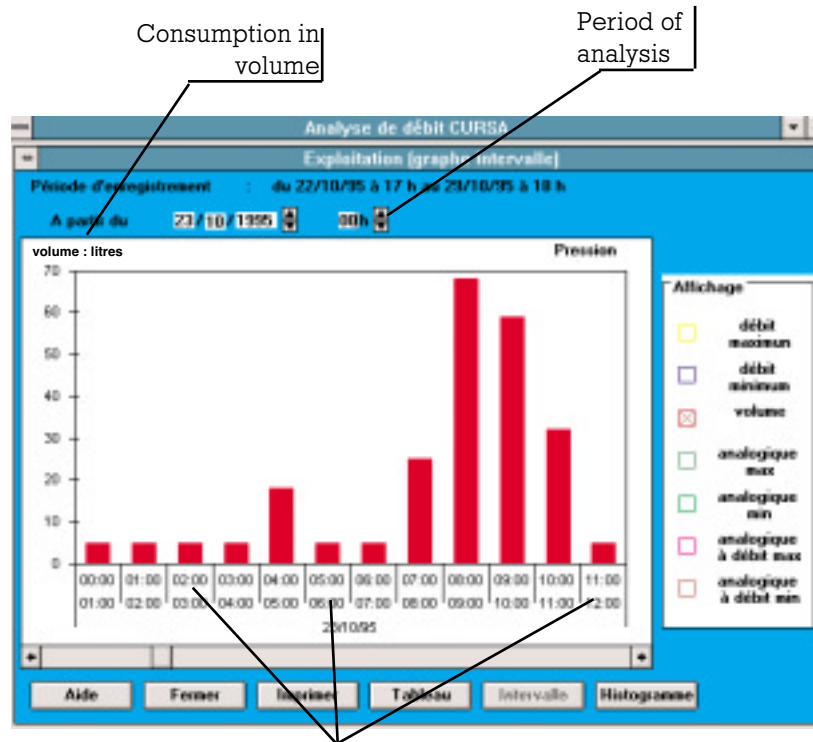 Consumption in
volume
Period of
analysis
Analyse de débit CURSA
Exploitation (graphe intervalle)
Période d'enregistrement : du 22/10/95 à 17 h au 29/10/95 à 18 h
A partir du 23/10/1995 00h
volume : litres
Pression
70
60
50
40
30
20
10
0
00:00 01:00 02:00 03:00 04:00 05:00 06:00 07:00 08:00 09:00 10:00 11:00
01:00 02:00 03:00 04:00 05:00 06:00 07:00 08:00 09:00 10:00 11:00 12:00
23/10/95
Affichage
débit
maximun
débit
minimum
volume
analogique
max
analogique
min
analogique
à débit max
analogique
à débit min
Aide Fermer Imprimer Tableau Intervalle Histogramme